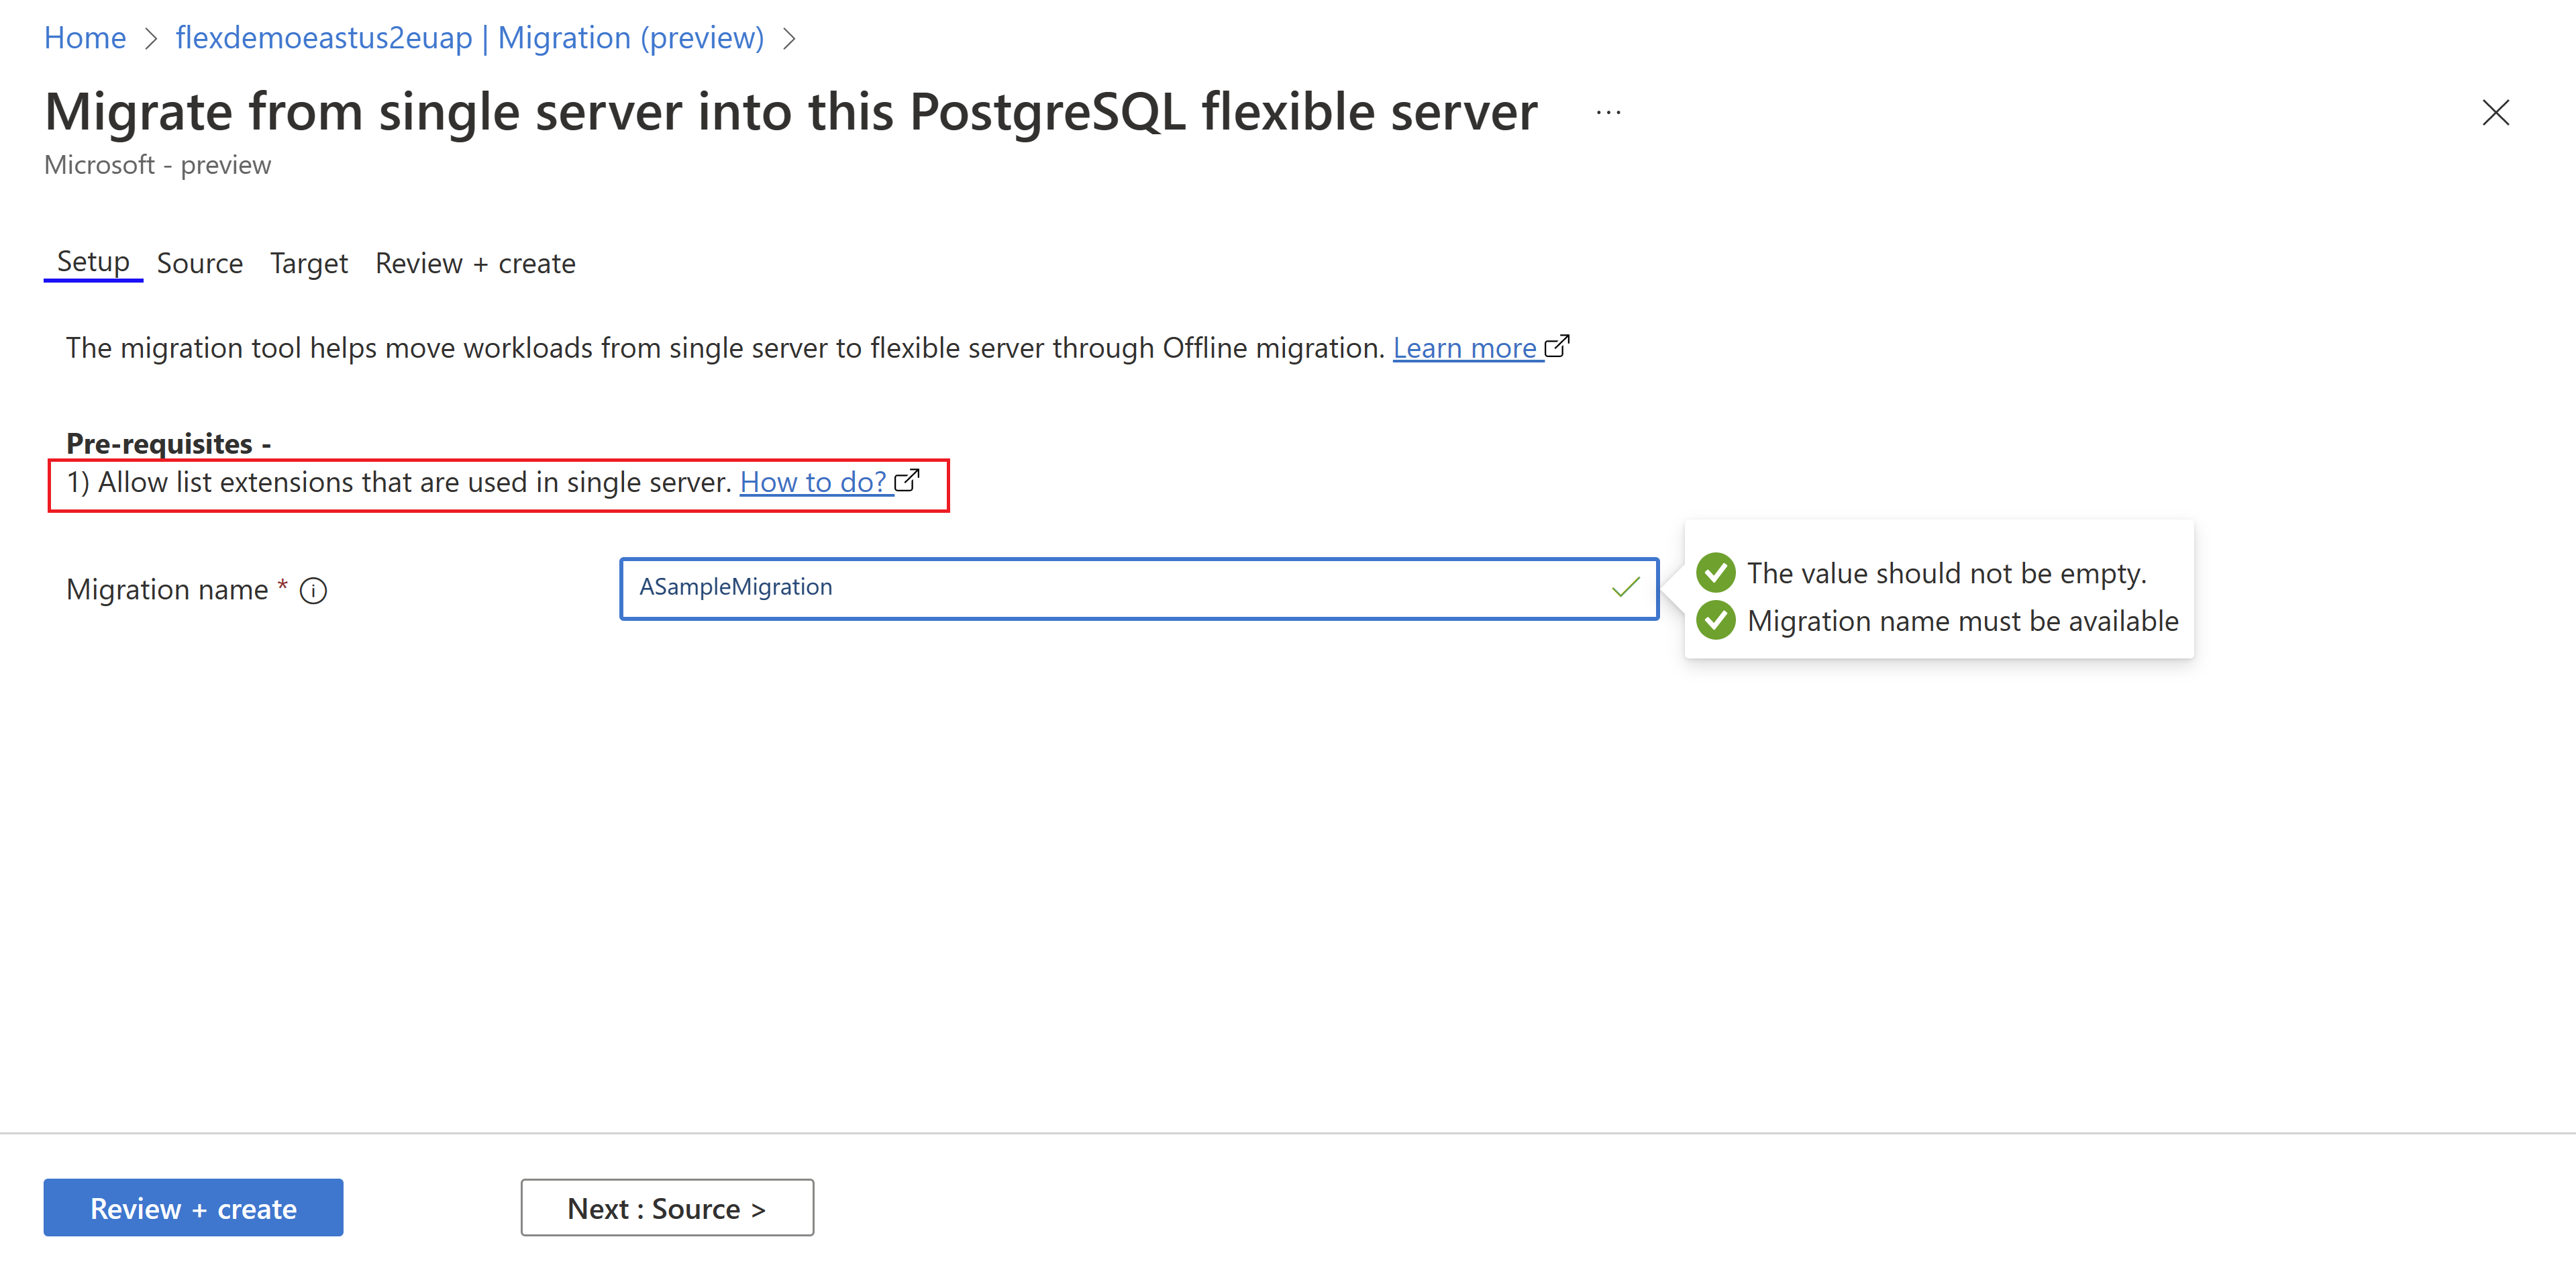 Home > flexdemoeastus2euap | Migration (preview) >
Migrate from single server into this PostgreSQL flexible server ...
Microsoft - preview
Setup Source Target Review + create
The migration tool helps move workloads from single server to flexible server through Offline migration. Learn more
Pre-requisites -
1) Allow list extensions that are used in single server. How to do?
Migration name *
ASampleMigration
The value should not be empty.
Migration name must be available
Review + create
Next : Source >